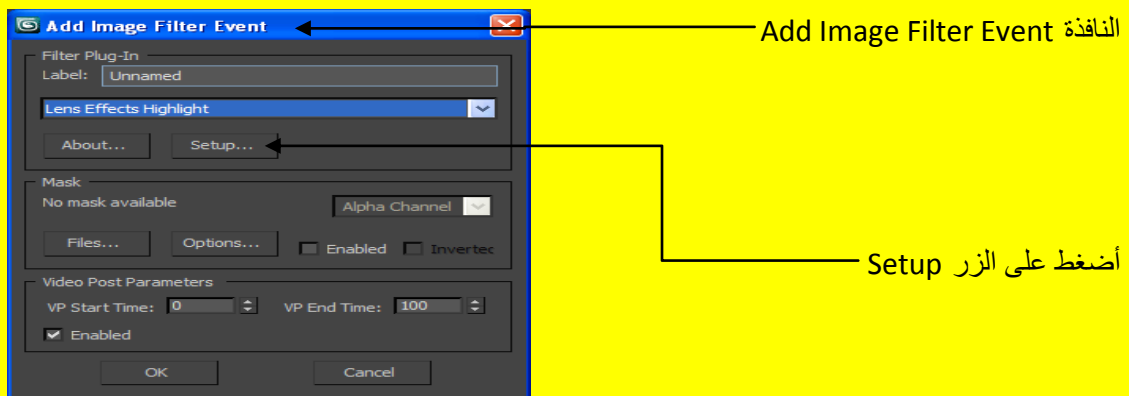 Add Image Filter Event
النافذة Add Image Filter Event
Filter Plug-In
Label: Unnamed
Lens Effects Highlight
About... Setup...
Mask
No mask available Alpha Channel
Files... Options... Enabled Invertec
أضغط على الزر Setup
Video Post Parameters
VP Start Time: 0 VP End Time: 100
Enabled
OK Cancel